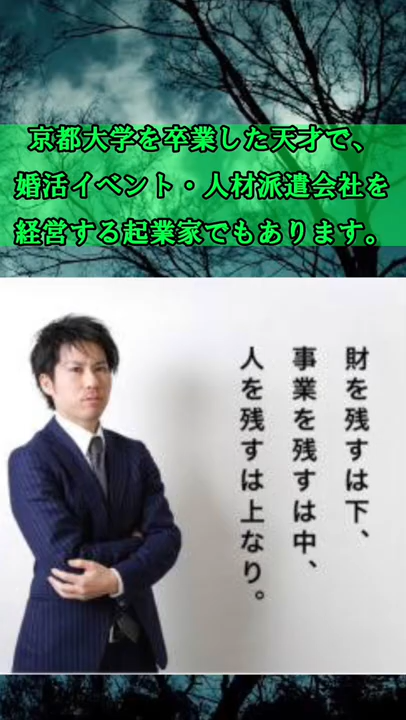 京都大学を卒業した天才で、
婚活イベント・人材派遣会社を
経営する起業家でもあります。
財を残すは下、
事業を残すは中、
人を残すは上なり。